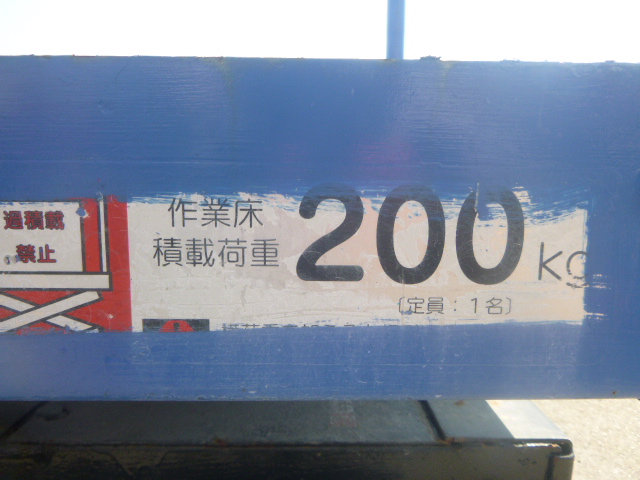 過積載
禁止
作業床
積載荷重
200 kg
(定員：1名)